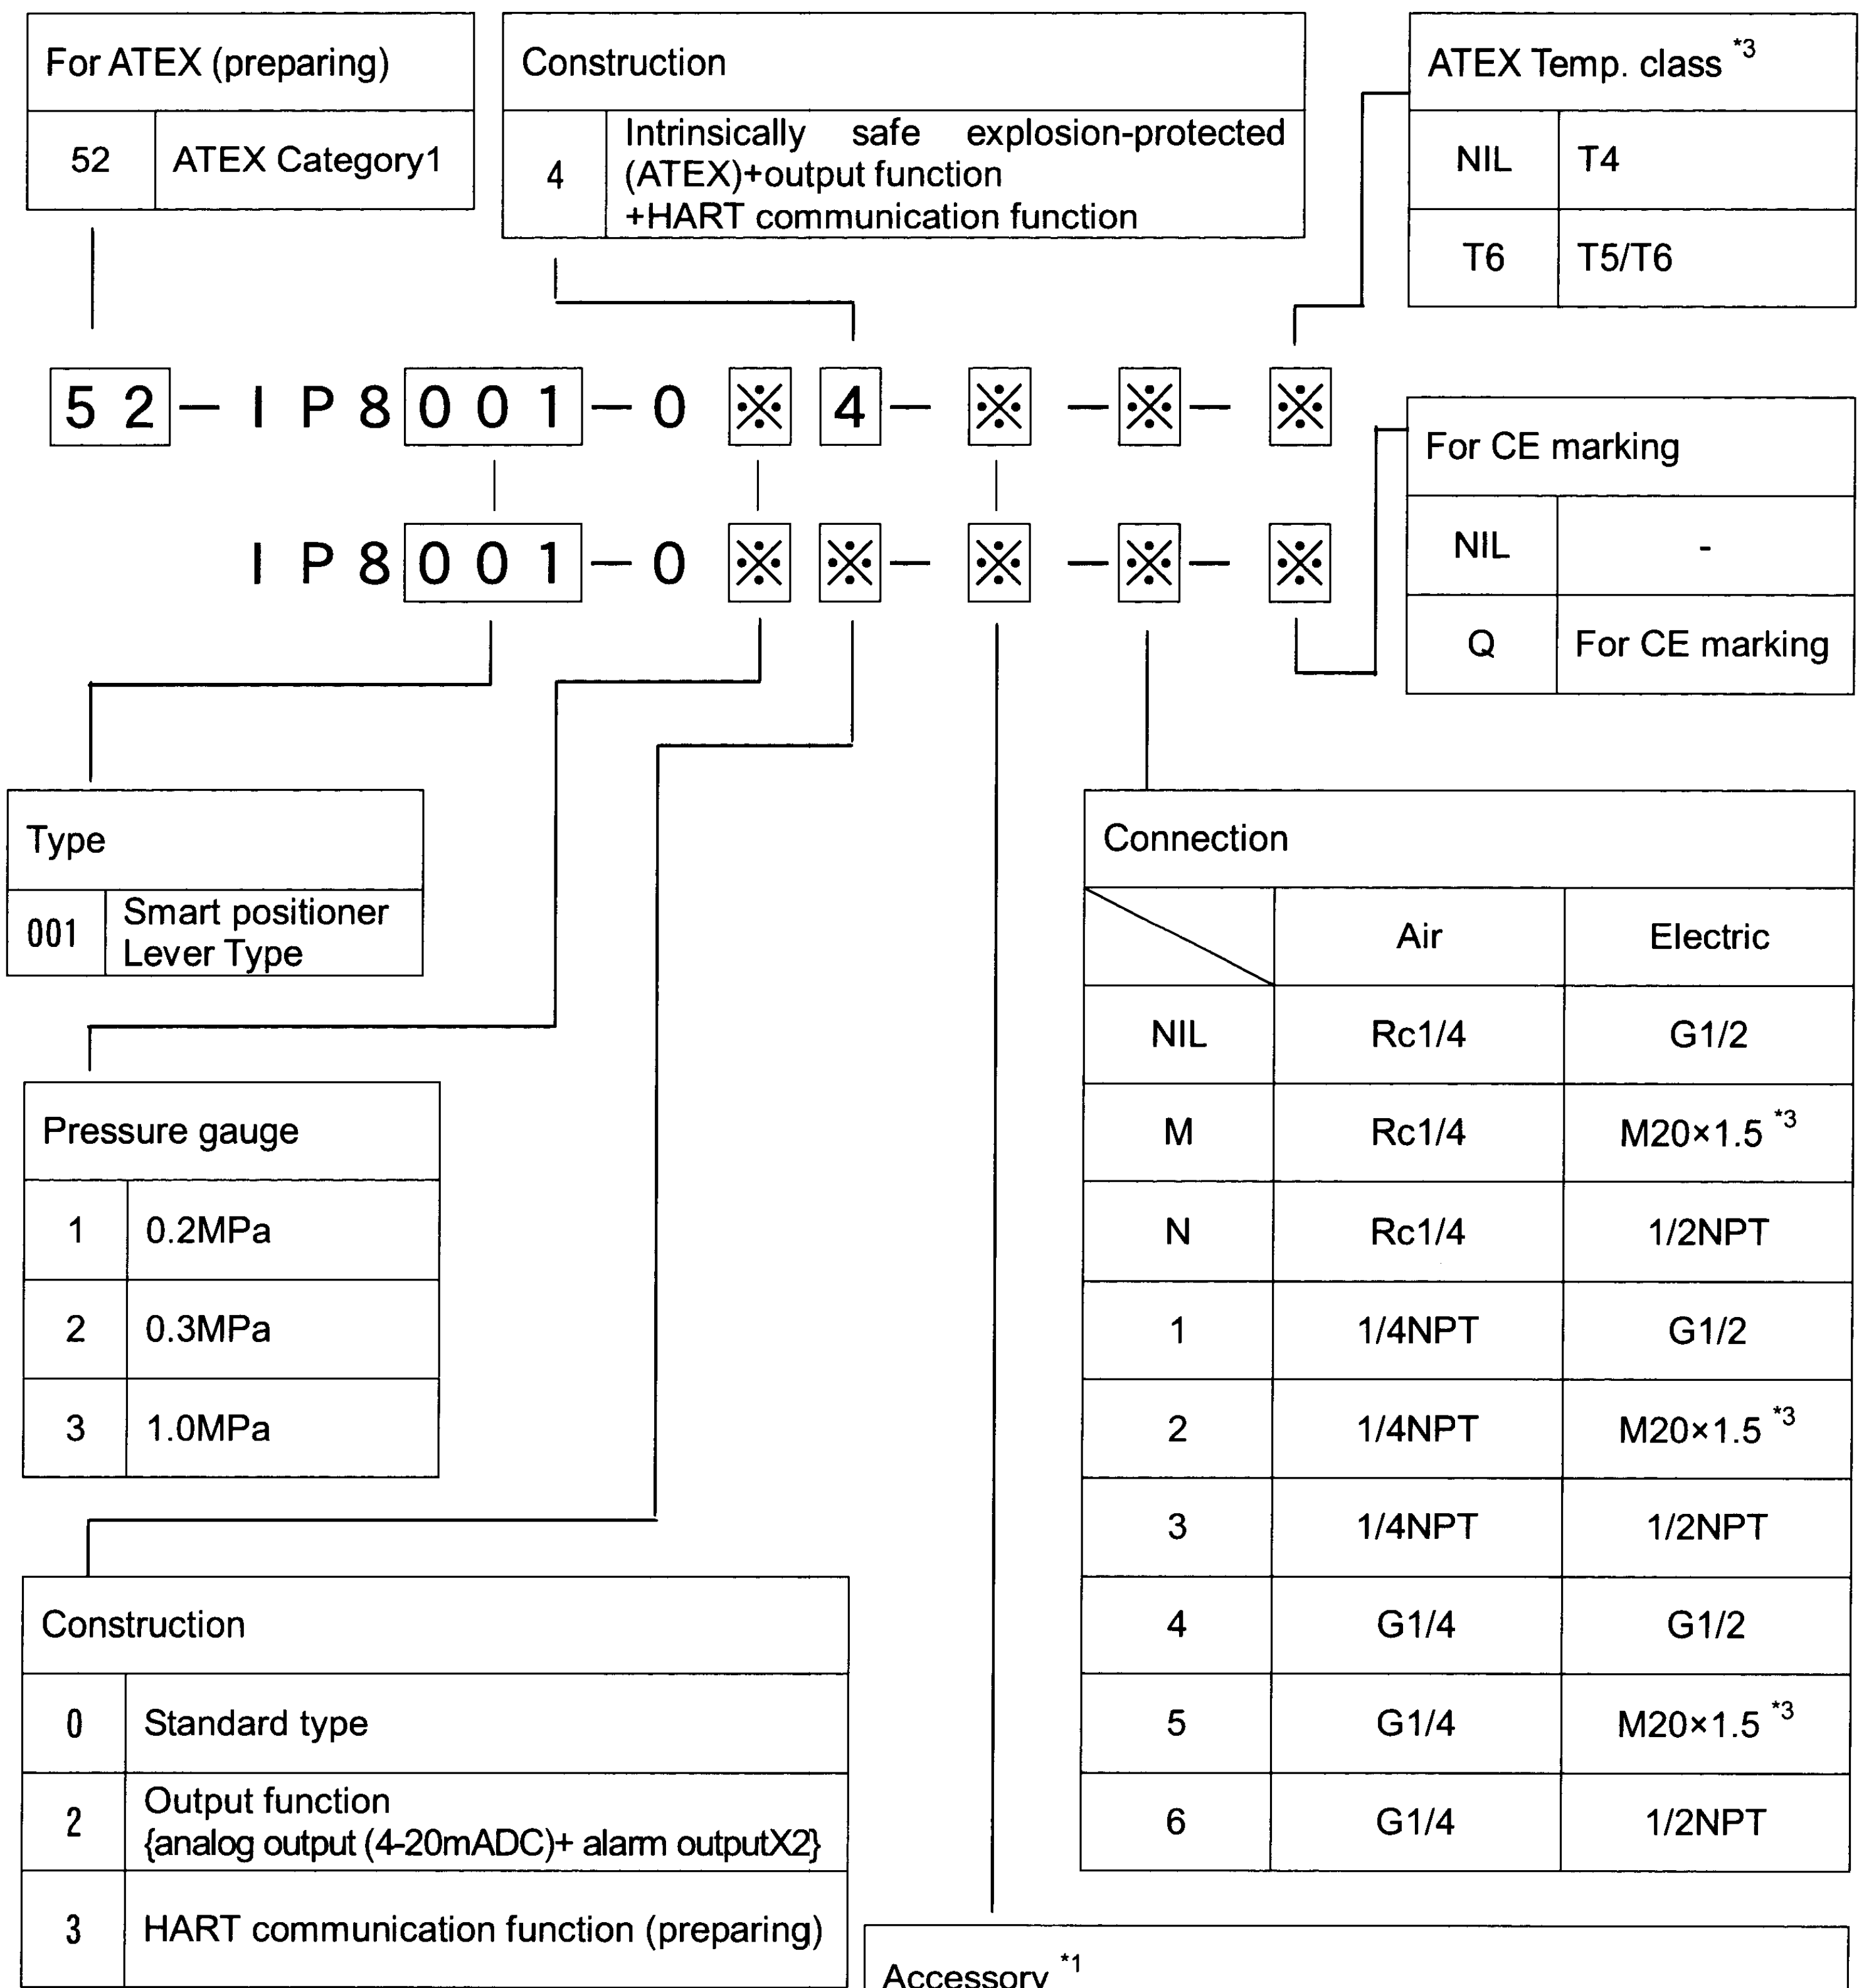 For ATEX (preparing)
52 ATEX Category1
Construction
4 Intrinsically safe explosion-protected
(ATEX)+output function
+HART communication function
ATEX Temp. class *3
NIL T4
T6 T5/T6
52-IP8001-0※4-※-※-※
IP8001-0※※-※-※-※
For CE marking
NIL -
Q For CE marking
Type
001 Smart positioner
Lever Type
Pressure gauge
1 0.2MPa
2 0.3MPa
3 1.0MPa
Construction
0 Standard type
2 Output function
{analog output (4-20mADC)+ alarm outputX2}
3 HART communication function (preparing)
Connection
Air Electric
NIL Rc1/4 G1/2
M Rc1/4 M20×1.5 *3
N Rc1/4 1/2NPT
1 1/4NPT G1/2
2 1/4NPT M20×1.5 *3
3 1/4NPT 1/2NPT
4 G1/4 G1/2
5 G1/4 M20×1.5 *3
6 G1/4 1/2NPT
Accessory *1